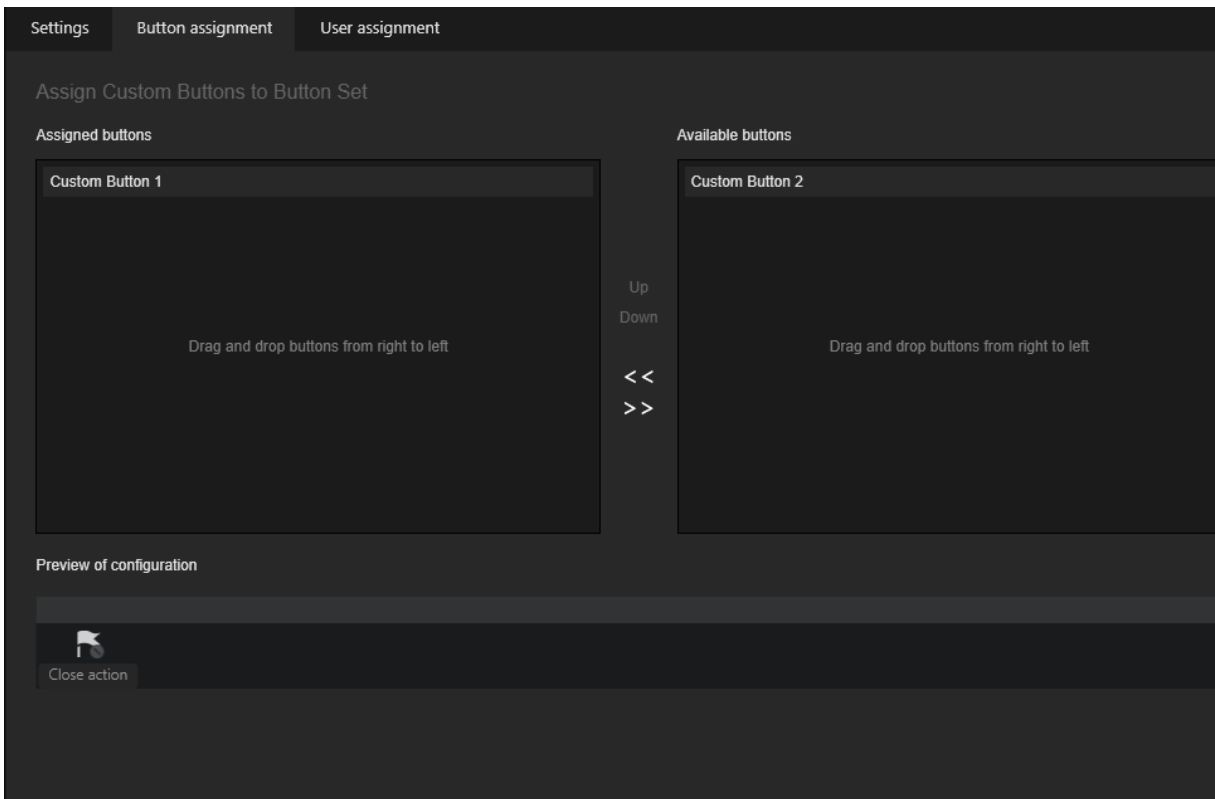 Settings Button assignment User assignment
Assign Custom Buttons to Button Set
Assigned buttons
Available buttons
Custom Button 1
Custom Button 2
Up
Down
Drag and drop buttons from right to left
Drag and drop buttons from right to left
<<
>>
Preview of configuration
Close action